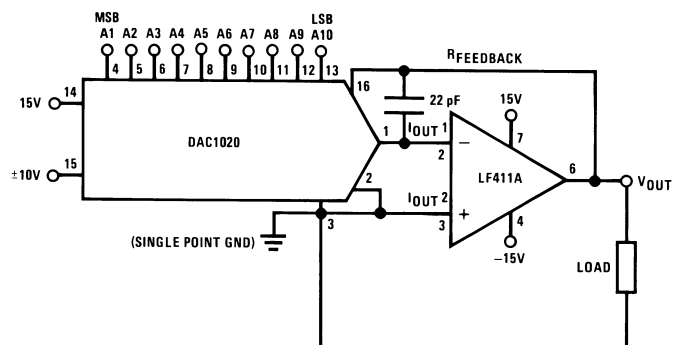 MSB LSB
A1 A2 A3 A4 A5 A6 A7 A8 A9 A10
4 5 6 7 8 9 10 11 12 13
16 RFEEDBACK
14
15V
22 pF
15V
DAC1020
1 IOUT 1
2
7
−
LF411A
6
VOUT
15
±10V
2
IOUT 2
3
+
4
−15V
3
(SINGLE POINT GND)
LOAD